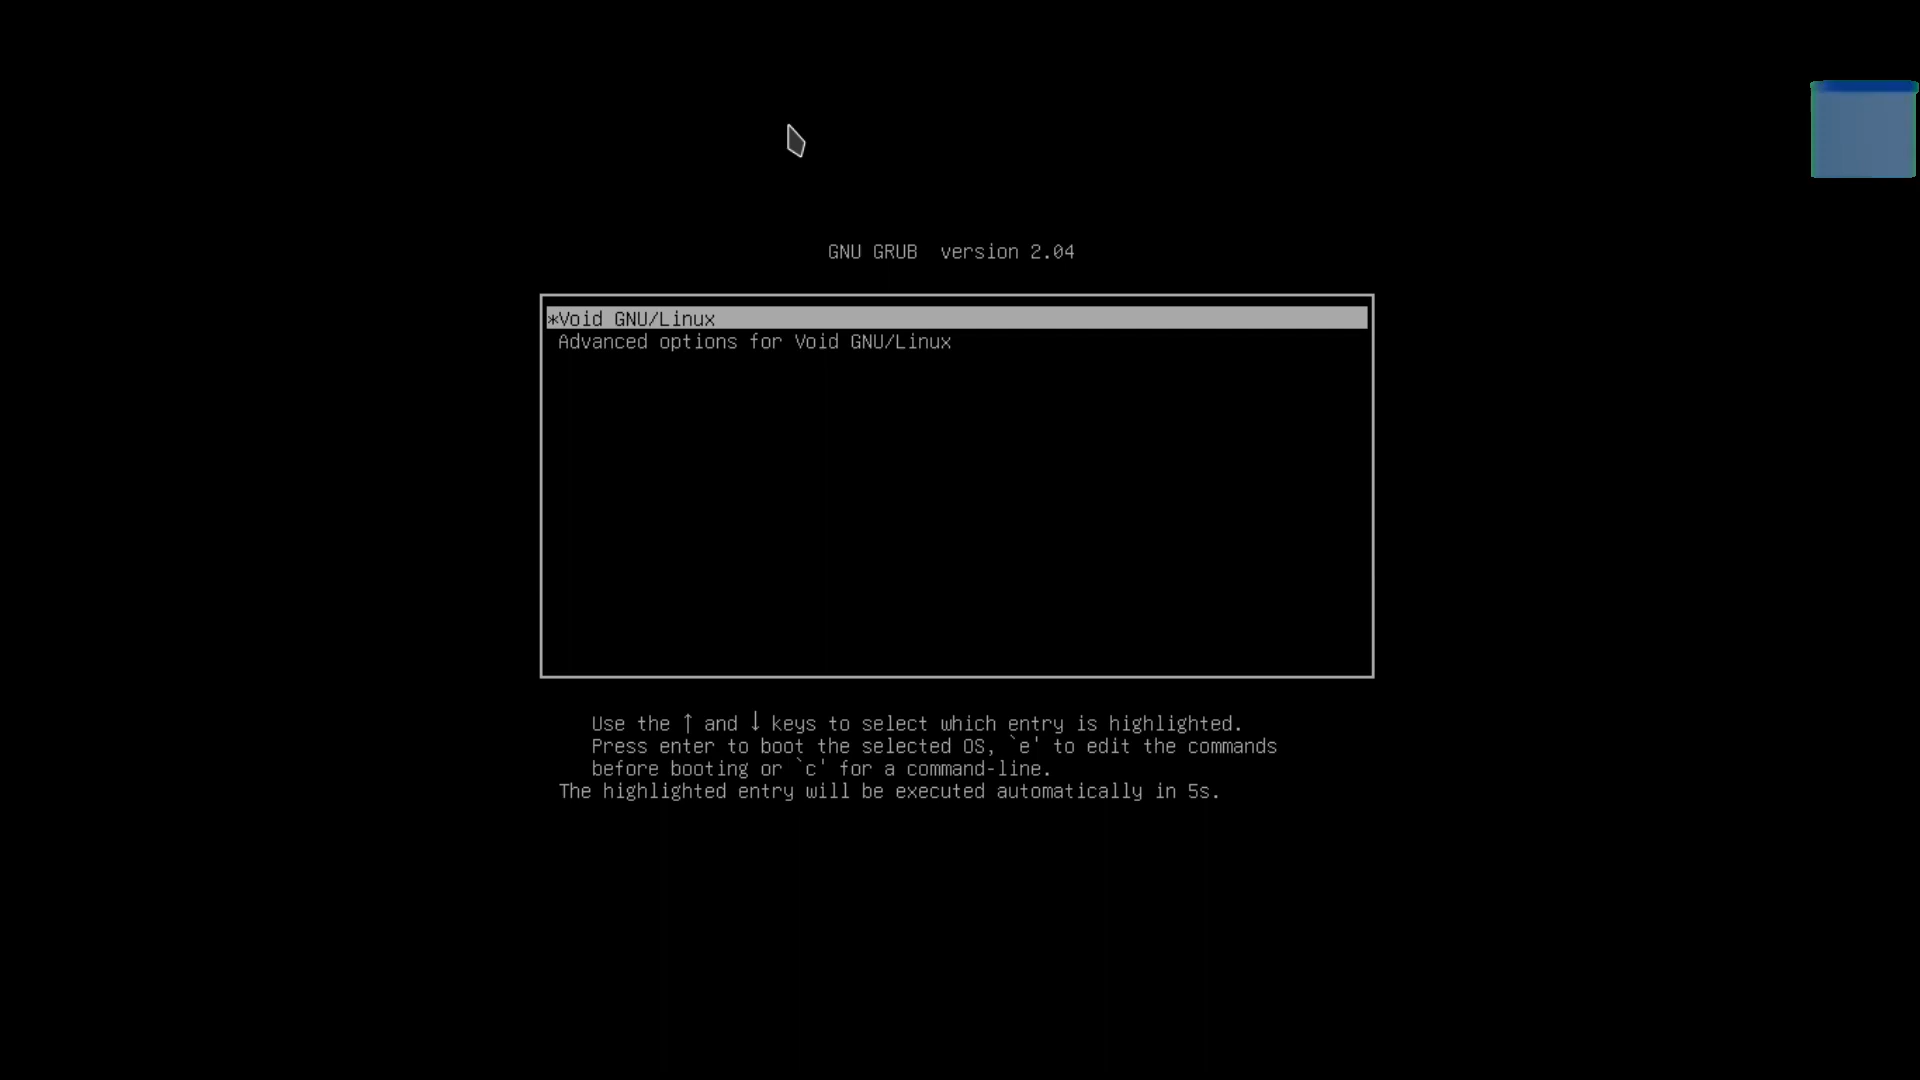 GNU GRUB  version 2.04
*Void GNU/Linux
Advanced options for Void GNU/Linux
Use the ↑ and ↓ keys to select which entry is highlighted.
Press enter to boot the selected OS, `e' to edit the commands
before booting or `c' for a command-line.
The highlighted entry will be executed automatically in 5s.